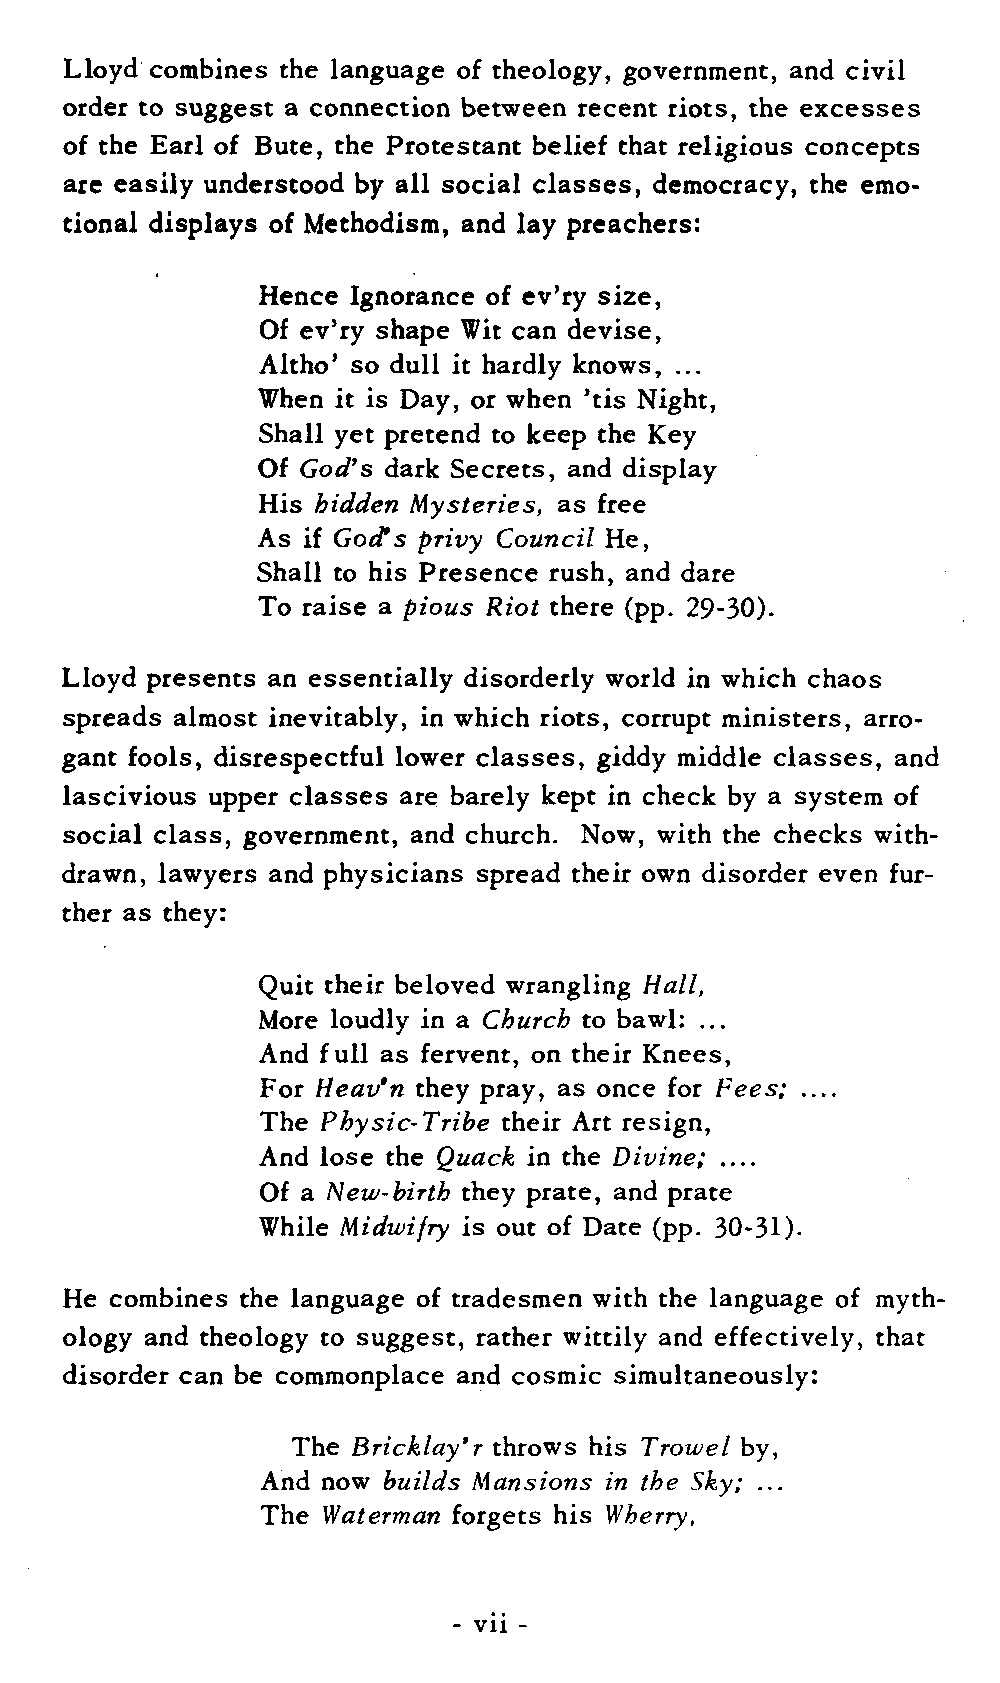 Lloyd combines the language of theology, government, and civil
order to suggest a connection between recent riots, the excesses
of the Earl of Bute, the Protestant belief that religious concepts
are easily understood by all social classes, democracy, the emo-
tional displays of Methodism, and lay preachers:
Hence Ignorance of ev'ry size,
Of ev'ry shape Wit can devise,
Altho' so dull it hardly knows, ...
When it is Day, or when 'tis Night,
Shall yet pretend to keep the Key
Of God's dark Secrets, and display
His hidden Mysteries, as free
As if God's privy Council He,
Shall to his Presence rush, and dare
To raise a pious Riot there (pp. 29-30).
Lloyd presents an essentially disorderly world in which chaos
spreads almost inevitably, in which riots, corrupt ministers, arro-
gant fools, disrespectful lower classes, giddy middle classes, and
lascivious upper classes are barely kept in check by a system of
social class, government, and church. Now, with the checks with-
drawn, lawyers and physicians spread their own disorder even fur-
ther as they:
Quit their beloved wrangling Hall,
More loudly in a Church to bawl: ...
And full as fervent, on their Knees,
For Heav'n they pray, as once for Fees; ....
The Physic-Tribe their Art resign,
And lose the Quack in the Divine; ....
Of a New-birth they prate, and prate
While Midwifry is out of Date (pp. 30-31).
He combines the language of tradesmen with the language of myth-
ology and theology to suggest, rather wittily and effectively, that
disorder can be commonplace and cosmic simultaneously:
The Bricklay'r throws his Trowel by,
And now builds Mansions in the Sky; ...
The Waterman forgets his Wherry,
- vii -